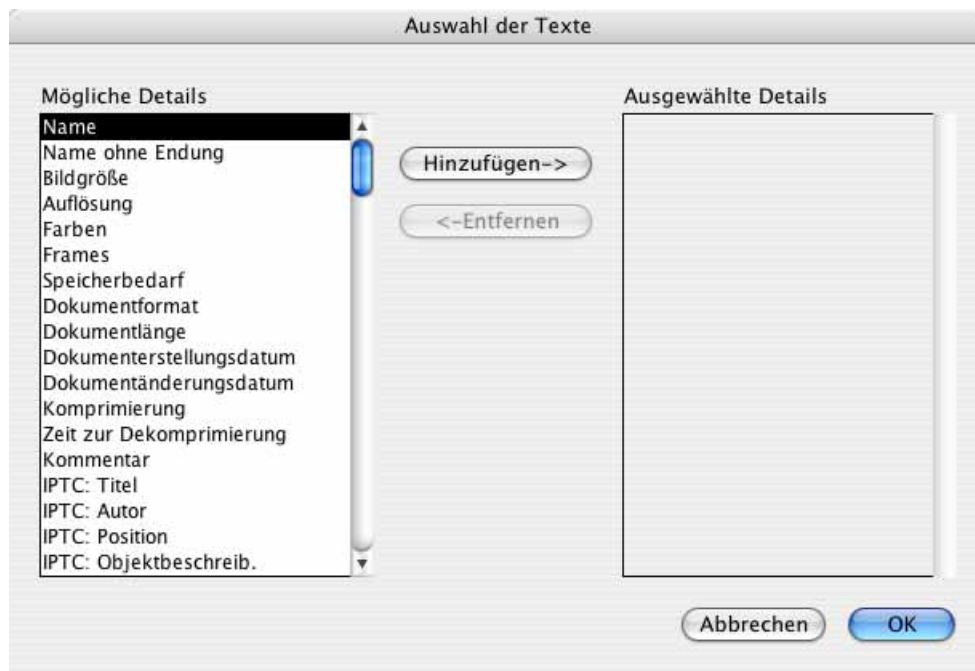 Auswahl der Texte
Mögliche Details
Name
Name ohne Endung
Bildgröße
Auflösung
Farben
Frames
Speicherbedarf
Dokumentformat
Dokumentlänge
Dokumenterstellungsdatum
Dokumentänderungsdatum
Komprimierung
Zeit zur Dekomprimierung
Kommentar
IPTC: Titel
IPTC: Autor
IPTC: Position
IPTC: Objektbeschreib.
Hinzufügen->
<-Entfernen
Ausgewählte Details
Abbrechen
OK